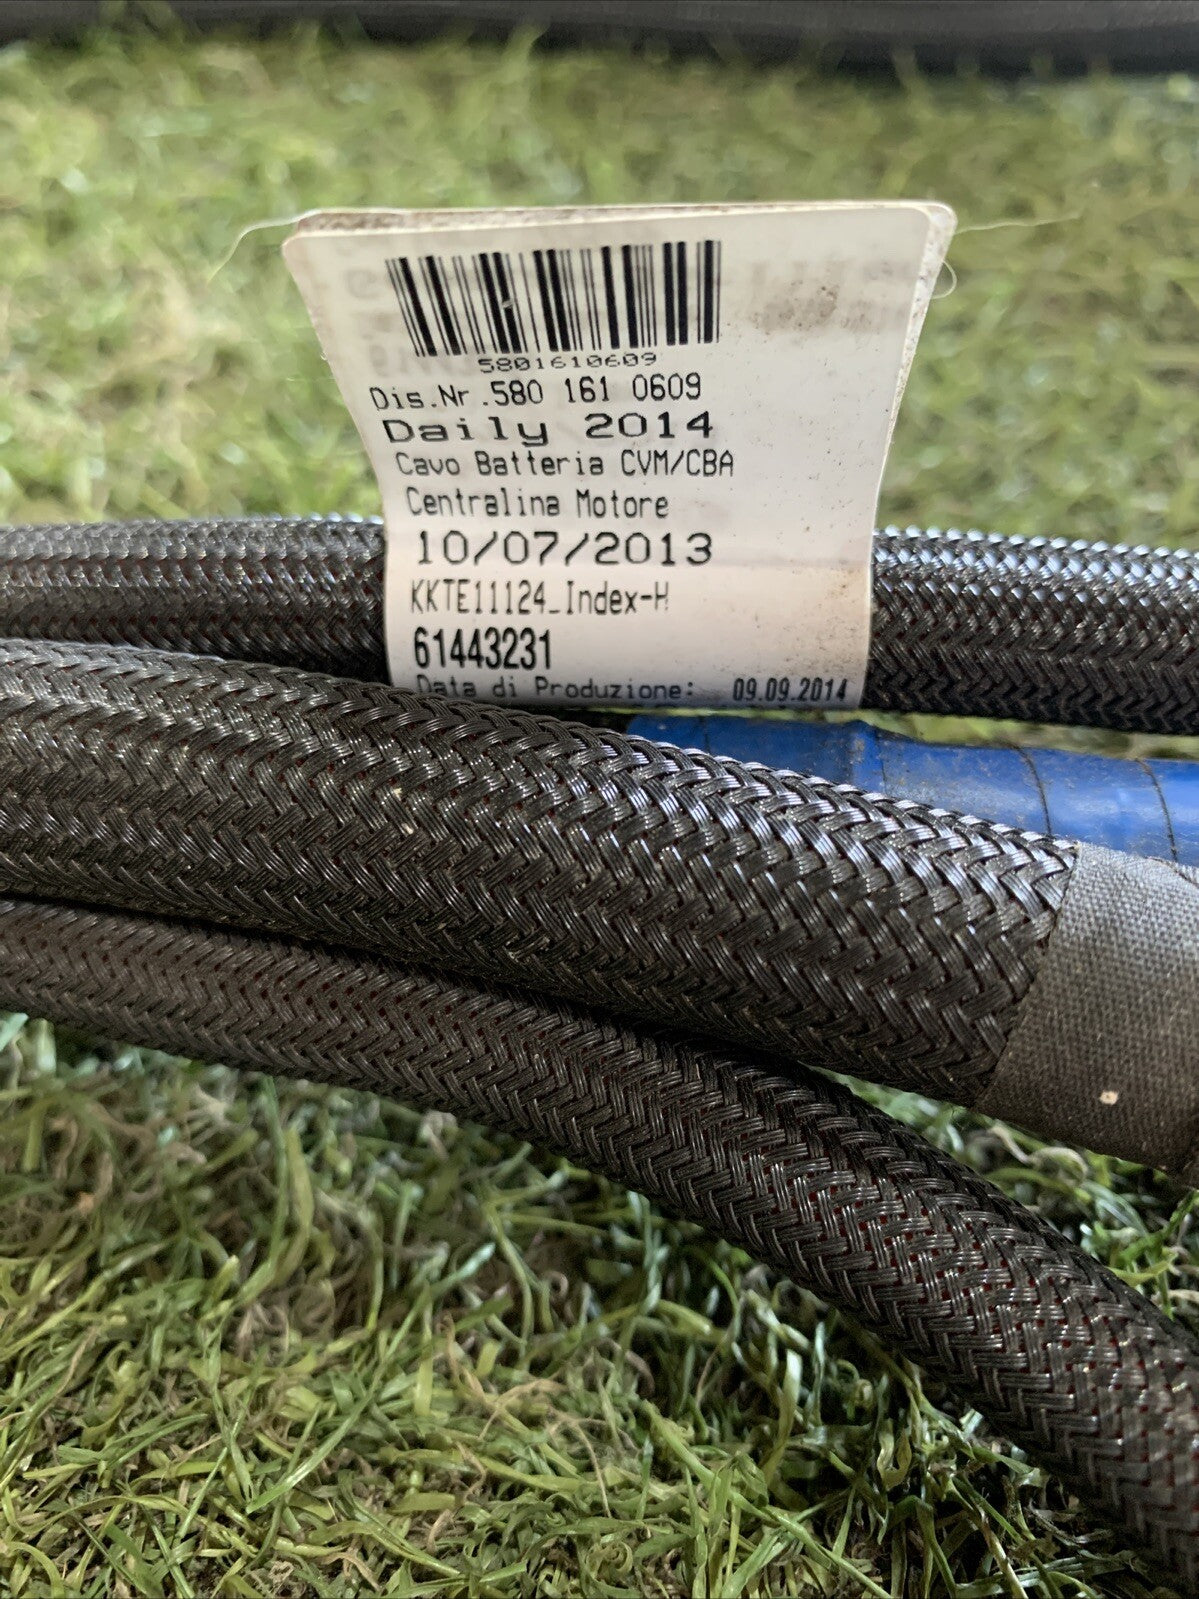 5801610609
Dis.Nr.580 161 0609
Daily 2014
Cavo Batteria CVM/CBA
Centralina Motore
10/07/2013
KKTE11124_Index-H
61443231
Data di Produzione: 09.09.2014